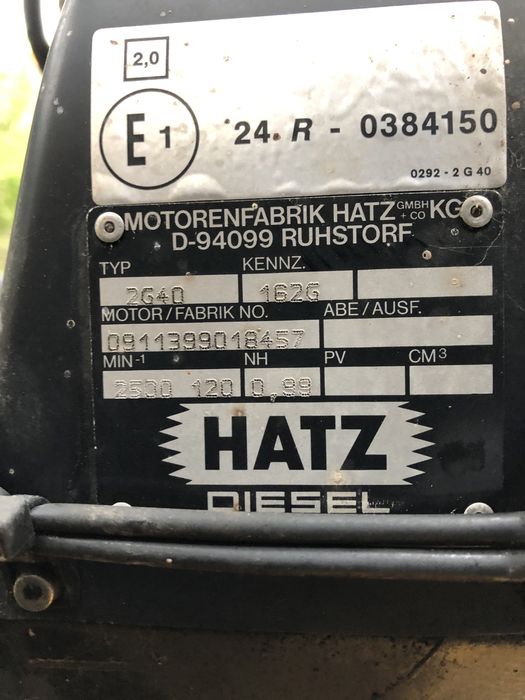 2,0
E 1 24 R - 0384150
0292 - 2 G 40
MOTORENFABRIK HATZ GMBH + CO KG
D-94099 RUHSTORF
TYP KENNZ.
2G40 162G
MOTOR / FABRIK NO. ABE / AUSF.
0911399018457
MIN-1 NH PV CM3
2500 120 0,99
HATZ
DIESEL